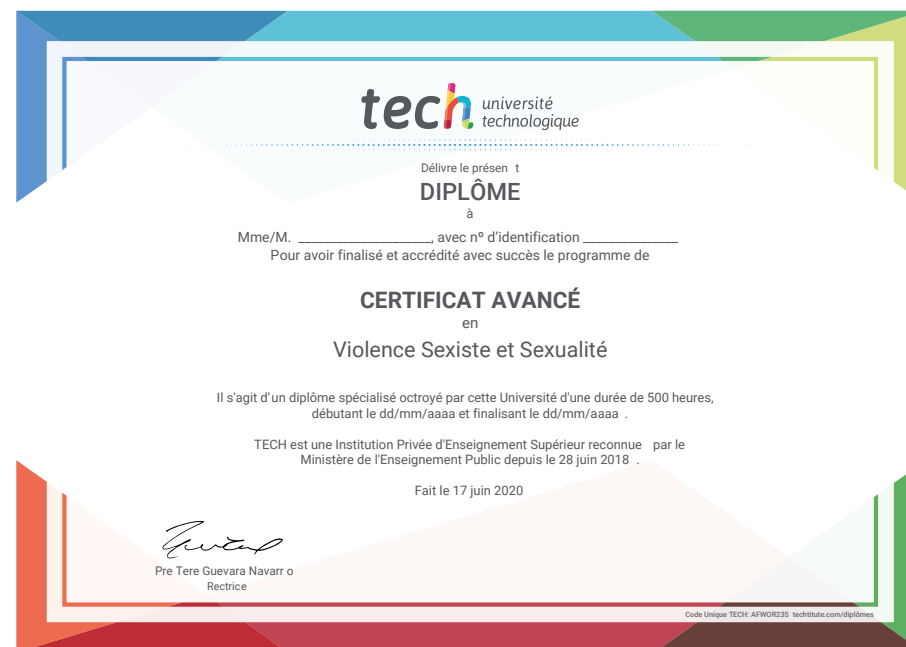 tech université
technologique
Délivre le présen t
DIPLÔME
à
Mme/M. ____________________, avec nº d'identification ______________
Pour avoir finalisé et accrédité avec succès le programme de
CERTIFICAT AVANCÉ
en
Violence Sexiste et Sexualité
Il s'agit d'un diplôme spécialisé octroyé par cette Université d'une durée de 500 heures,
débutant le dd/mm/aaaa et finalisant le dd/mm/aaaa .
TECH est une Institution Privée d'Enseignement Supérieur reconnue par le
Ministère de l'Enseignement Public depuis le 28 juin 2018 .
Fait le 17 juin 2020
Pre Tere Guevara Navarr o
Rectrice
Code Unique TECH: AFWOR23S techtitute.com/diplômes